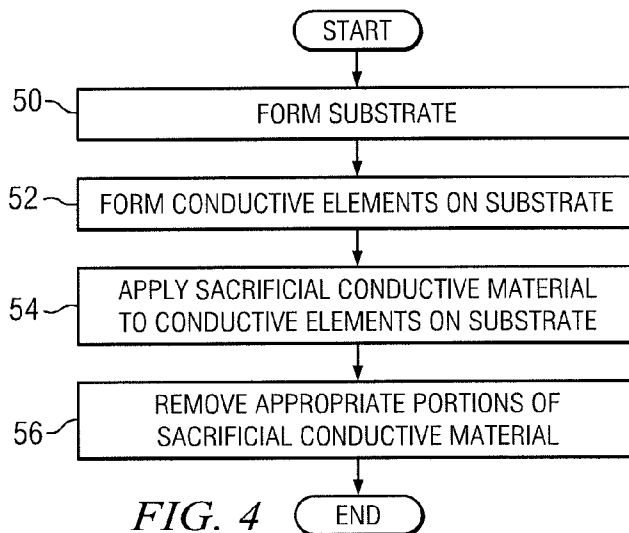 START
50
FORM SUBSTRATE
52
FORM CONDUCTIVE ELEMENTS ON SUBSTRATE
54
APPLY SACRIFICIAL CONDUCTIVE MATERIAL
TO CONDUCTIVE ELEMENTS ON SUBSTRATE
56
REMOVE APPROPRIATE PORTIONS OF
SACRIFICIAL CONDUCTIVE MATERIAL
FIG. 4
END